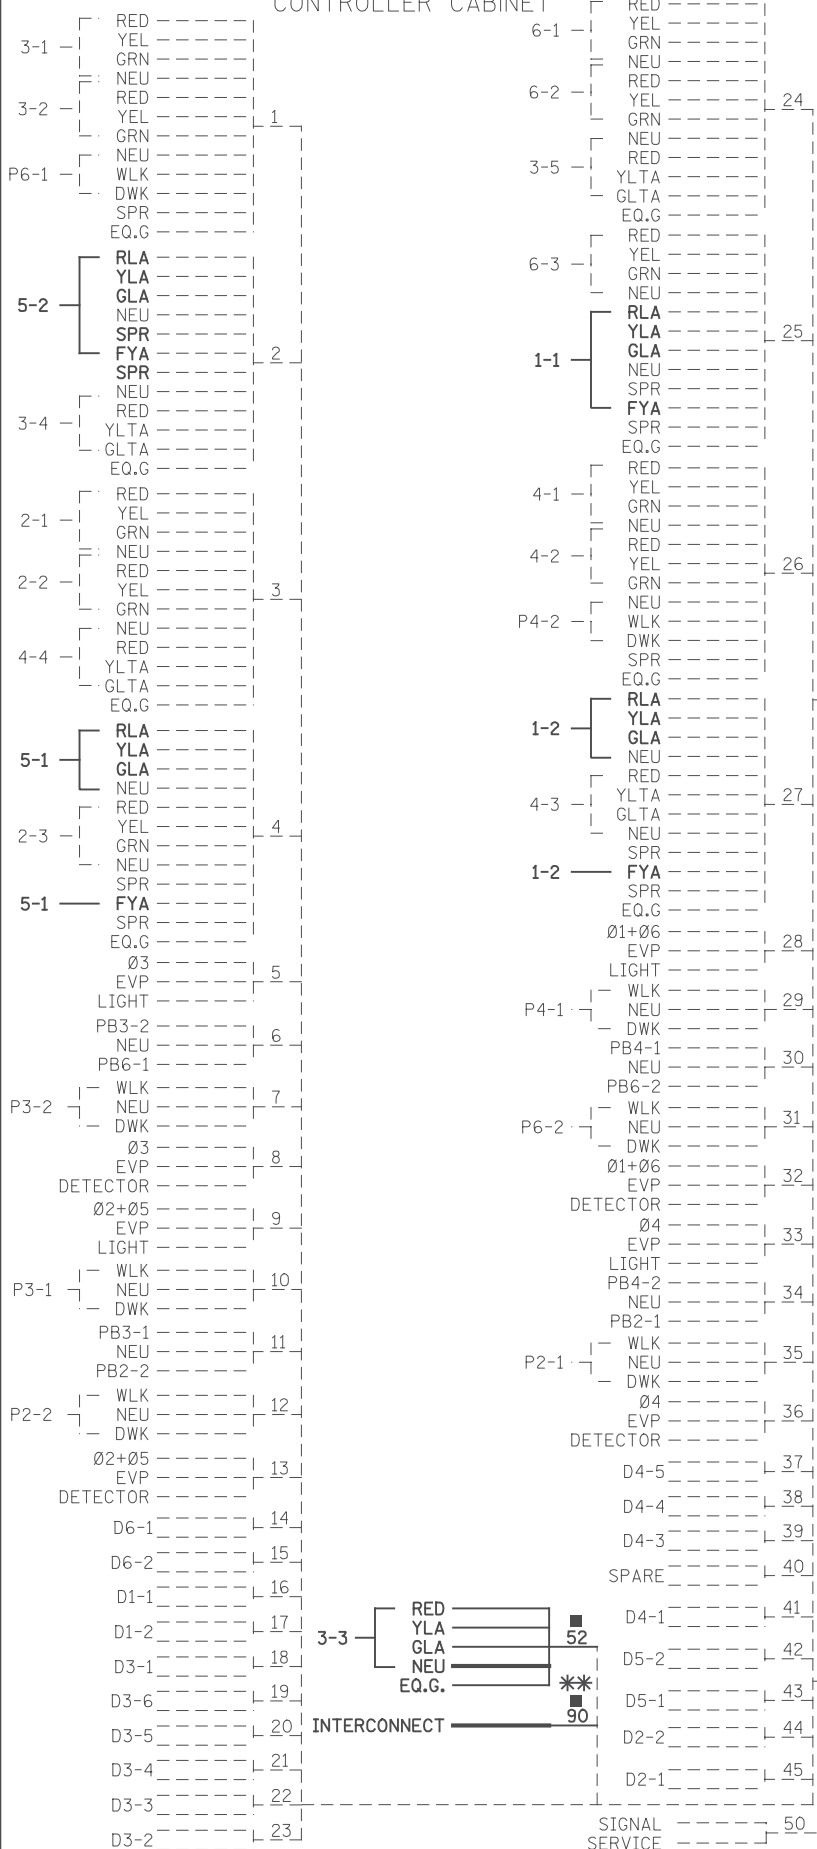 CONTROLLER CABINET
3-1
RED
YEL
GRN
NEU
3-2
RED
YEL
GRN
1
P6-1
NEU
WLK
DWK
SPR
EQ.G
5-2
RLA
YLA
GLA
NEU
SPR
FYA
2
SPR
3-4
NEU
RED
YLTA
GLTA
EQ.G
2-1
RED
YEL
GRN
NEU
2-2
RED
YEL
GRN
3
4-4
NEU
RED
YLTA
GLTA
EQ.G
5-1
RLA
YLA
GLA
NEU
2-3
RED
YEL
GRN
NEU
4
SPR
5-1
FYA
SPR
EQ.G
Ø3
EVP
LIGHT
5
PB3-2
NEU
PB6-1
6
P3-2
WLK
NEU
DWK
7
Ø3
EVP
DETECTOR
8
Ø2+Ø5
EVP
LIGHT
9
P3-1
WLK
NEU
DWK
10
PB3-1
NEU
PB2-2
11
P2-2
WLK
NEU
DWK
12
Ø2+Ø5
EVP
DETECTOR
13
D6-1
14
D6-2
15
D1-1
16
D1-2
17
D3-1
18
D3-6
19
D3-5
20
D3-4
21
D3-3
22
D3-2
23
3-3
RED
YLA
GLA
NEU
EQ.G.
52
**
INTERCONNECT
90
6-1
RED
YEL
GRN
NEU
6-2
RED
YEL
GRN
24
3-5
NEU
RED
YLTA
GLTA
EQ.G
6-3
RED
YEL
GRN
NEU
1-1
RLA
YLA
GLA
NEU
SPR
FYA
25
SPR
EQ.G
4-1
RED
YEL
GRN
NEU
4-2
RED
YEL
GRN
26
P4-2
NEU
WLK
DWK
SPR
EQ.G
1-2
RLA
YLA
GLA
NEU
4-3
RED
YLTA
GLTA
NEU
27
SPR
1-2
FYA
SPR
EQ.G
Ø1+Ø6
EVP
LIGHT
28
P4-1
WLK
NEU
DWK
29
PB4-1
NEU
PB6-2
30
P6-2
WLK
NEU
DWK
31
Ø1+Ø6
EVP
DETECTOR
32
Ø4
EVP
LIGHT
33
PB4-2
NEU
PB2-1
34
P2-1
WLK
NEU
DWK
35
Ø4
EVP
DETECTOR
36
D4-5
37
D4-4
38
D4-3
39
SPARE
40
D4-1
41
D5-2
42
D5-1
43
D2-2
44
D2-1
45
SIGNAL
SERVICE
50